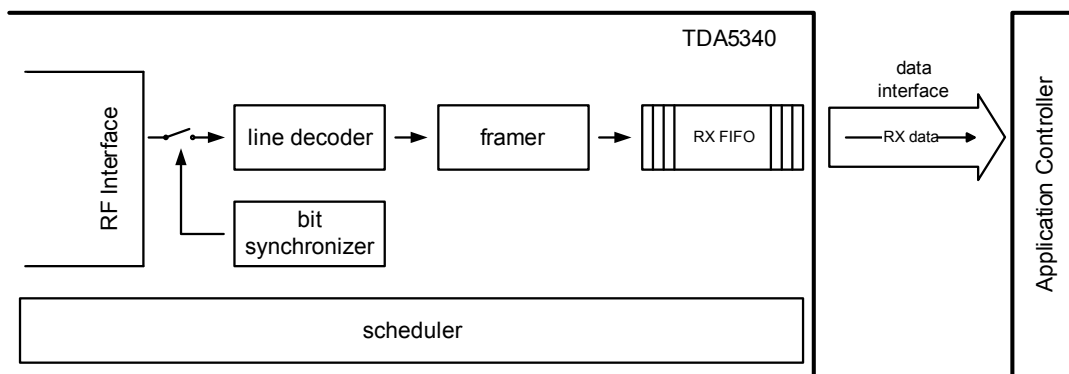 TDA5340
data
interface
RF Interface
line decoder
framer
RX FIFO
RX data
bit
synchronizer
Application Controller
scheduler